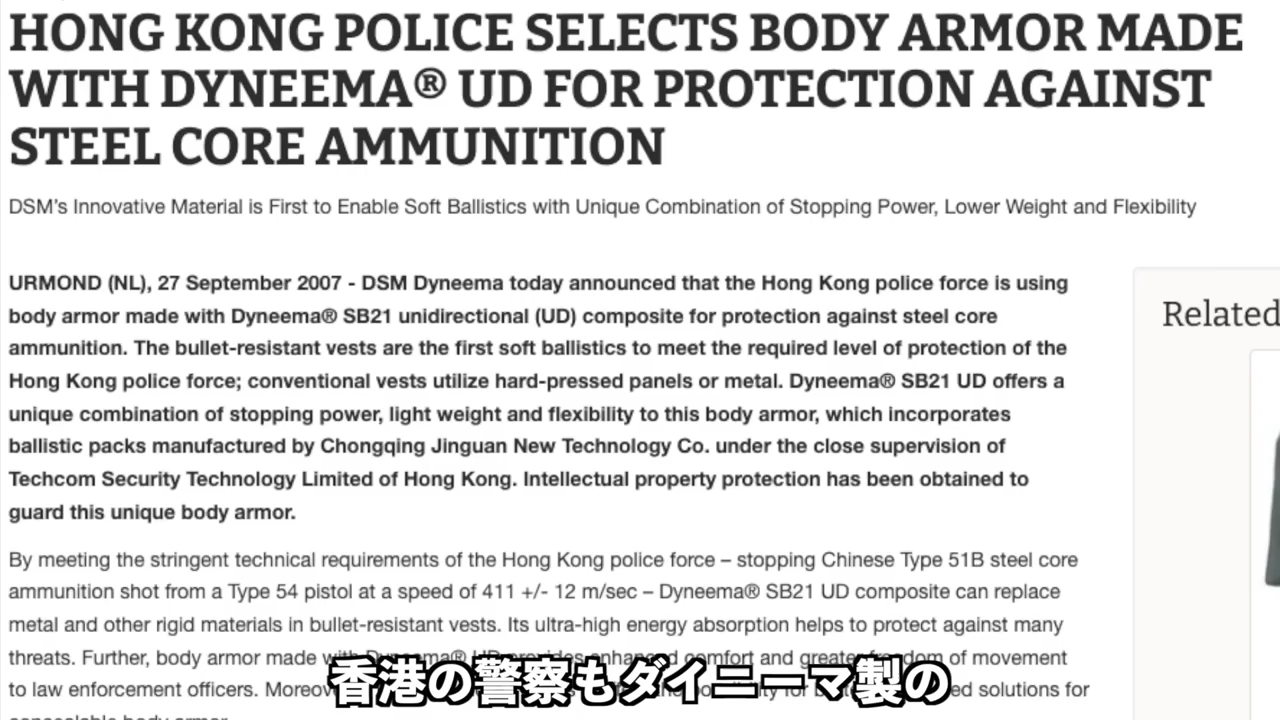 HONG KONG POLICE SELECTS BODY ARMOR MADE
WITH DYNEEMA® UD FOR PROTECTION AGAINST
STEEL CORE AMMUNITION
DSM's Innovative Material is First to Enable Soft Ballistics with Unique Combination of Stopping Power, Lower Weight and Flexibility
URMOND (NL), 27 September 2007 - DSM Dyneema today announced that the Hong Kong police force is using
body armor made with Dyneema® SB21 unidirectional (UD) composite for protection against steel core
ammunition. The bullet-resistant vests are the first soft ballistics to meet the required level of protection of the
Hong Kong police force; conventional vests utilize hard-pressed panels or metal. Dyneema® SB21 UD offers a
unique combination of stopping power, light weight and flexibility to this body armor, which incorporates
ballistic packs manufactured by Chongqing Jinguan New Technology Co. under the close supervision of
Techcom Security Technology Limited of Hong Kong. Intellectual property protection has been obtained to
guard this unique body armor.
Related
By meeting the stringent technical requirements of the Hong Kong police force – stopping Chinese Type 51B steel core
ammunition shot from a Type 54 pistol at a speed of 411 +/- 12 m/sec – Dyneema® SB21 UD composite can replace
metal and other rigid materials in bullet-resistant vests. Its ultra-high energy absorption helps to protect against many
threats. Further, body armor made with Dyneema® UD provides enhanced comfort and greater freedom of movement
to law enforcement officers. solutions for
香港の警察もダイニーマ製の